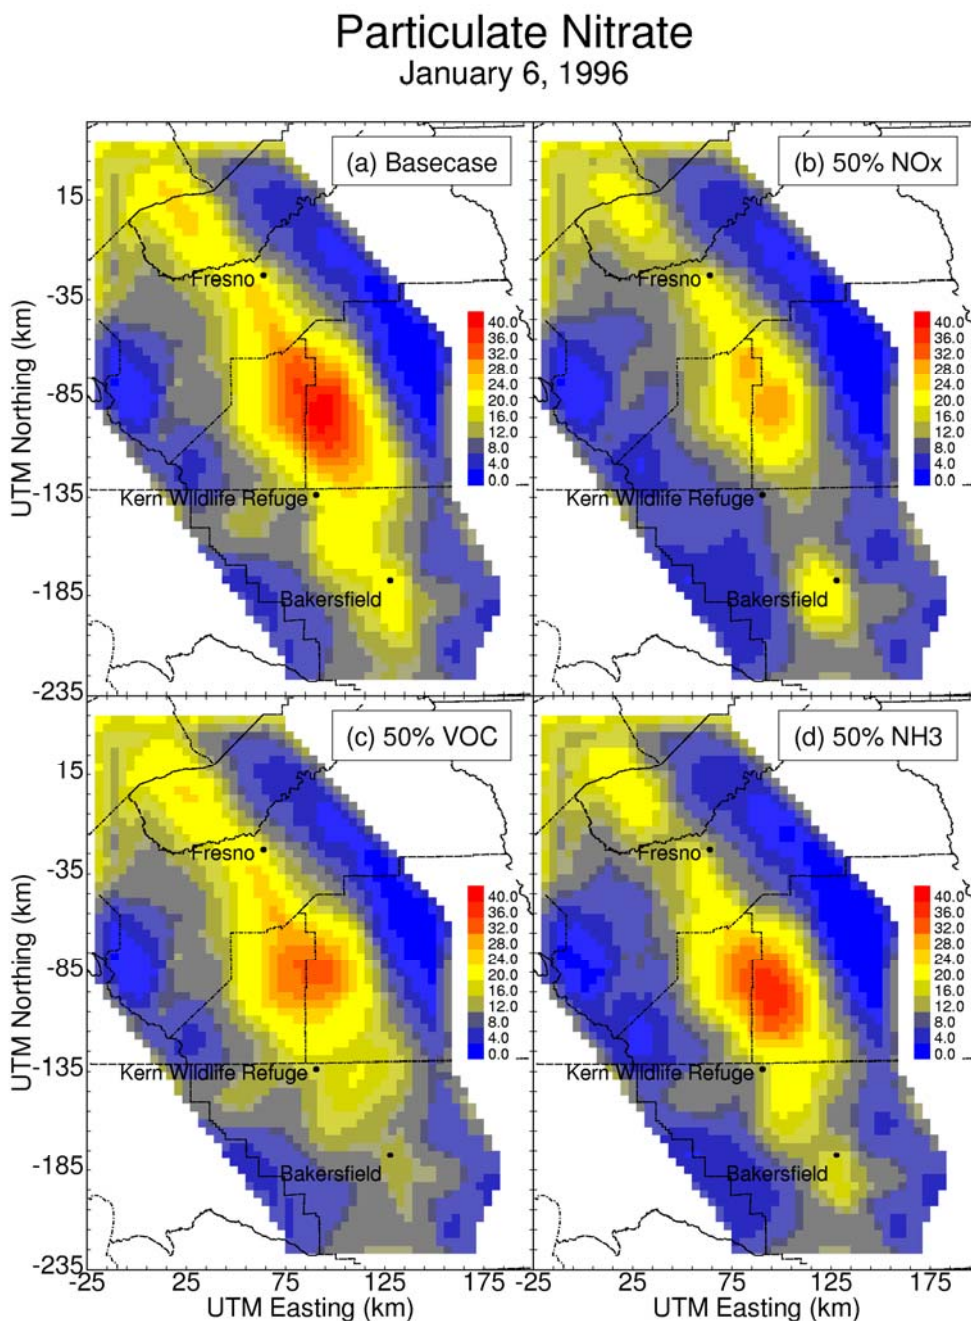 Particulate Nitrate
January 6, 1996
(a) Basecase
(b) 50% NOx
15
-35
-85
-135
-185
-235
UTM Northing (km)
Fresno
Kern Wildlife Refuge
Bakersfield
40.0
36.0
32.0
28.0
24.0
20.0
16.0
12.0
8.0
4.0
0.0
Fresno
Kern Wildlife Refuge
Bakersfield
40.0
36.0
32.0
28.0
24.0
20.0
16.0
12.0
8.0
4.0
0.0
(c) 50% VOC
(d) 50% NH3
15
-35
-85
-135
-185
-235
UTM Northing (km)
Fresno
Kern Wildlife Refuge
Bakersfield
40.0
36.0
32.0
28.0
24.0
20.0
16.0
12.0
8.0
4.0
0.0
Fresno
Kern Wildlife Refuge
Bakersfield
40.0
36.0
32.0
28.0
24.0
20.0
16.0
12.0
8.0
4.0
0.0
-25 25 75 125 175
25 75 125 175
UTM Easting (km)
UTM Easting (km)